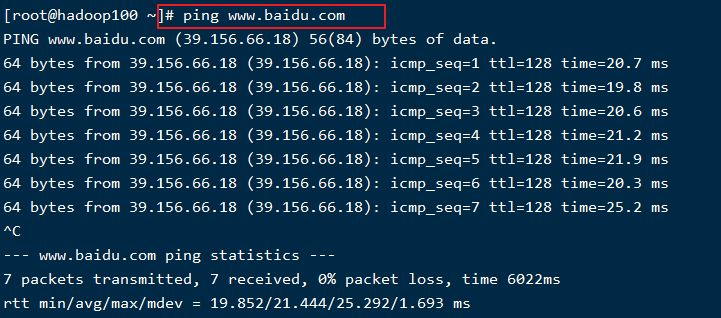 [root@hadoop100 ~]# ping www.baidu.com
PING www.baidu.com (39.156.66.18) 56(84) bytes of data.
64 bytes from 39.156.66.18 (39.156.66.18): icmp_seq=1 ttl=128 time=20.7 ms
64 bytes from 39.156.66.18 (39.156.66.18): icmp_seq=2 ttl=128 time=19.8 ms
64 bytes from 39.156.66.18 (39.156.66.18): icmp_seq=3 ttl=128 time=20.6 ms
64 bytes from 39.156.66.18 (39.156.66.18): icmp_seq=4 ttl=128 time=21.2 ms
64 bytes from 39.156.66.18 (39.156.66.18): icmp_seq=5 ttl=128 time=21.9 ms
64 bytes from 39.156.66.18 (39.156.66.18): icmp_seq=6 ttl=128 time=20.3 ms
64 bytes from 39.156.66.18 (39.156.66.18): icmp_seq=7 ttl=128 time=25.2 ms
^C
--- www.baidu.com ping statistics ---
7 packets transmitted, 7 received, 0% packet loss, time 6022ms
rtt min/avg/max/mdev = 19.852/21.444/25.292/1.693 ms